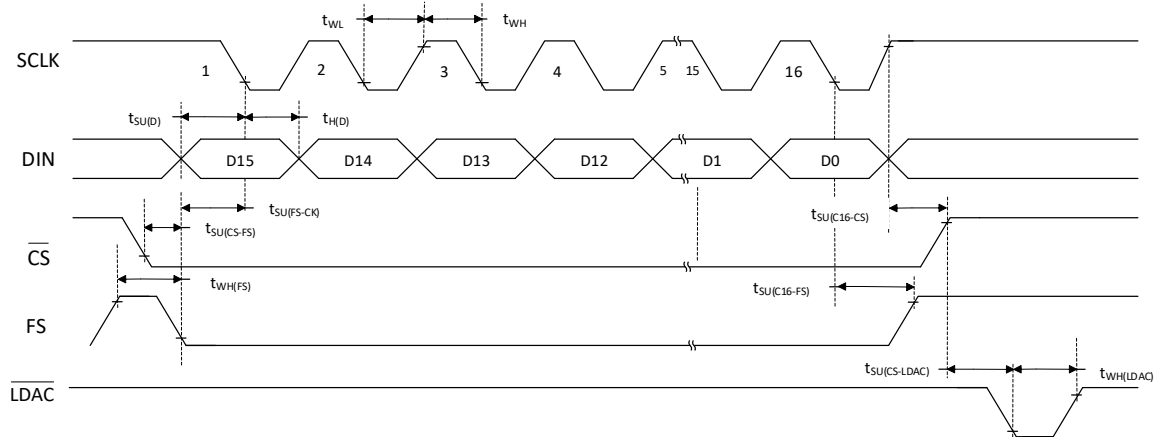 tWL tWH
SCLK 1 2 3 4 5 15 16
tSU(D) tH(D)
DIN D15 D14 D13 D12 D1 D0
tSU(FS-CK)
tSU(CS-FS) tSU(C16-CS)
CS
tWH(FS) tSU(C16-FS)
FS
tSU(CS-LDAC) tWH(LDAC)
LDAC